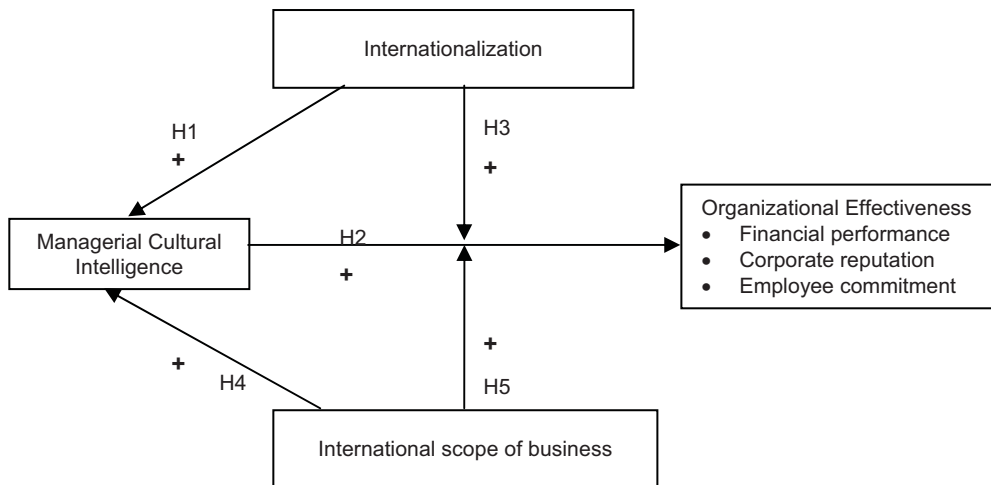 Internationalization
H1
+
H3
+
Managerial Cultural
Intelligence
H2
+
Organizational Effectiveness
• Financial performance
• Corporate reputation
• Employee commitment
+
H4
+
H5
International scope of business